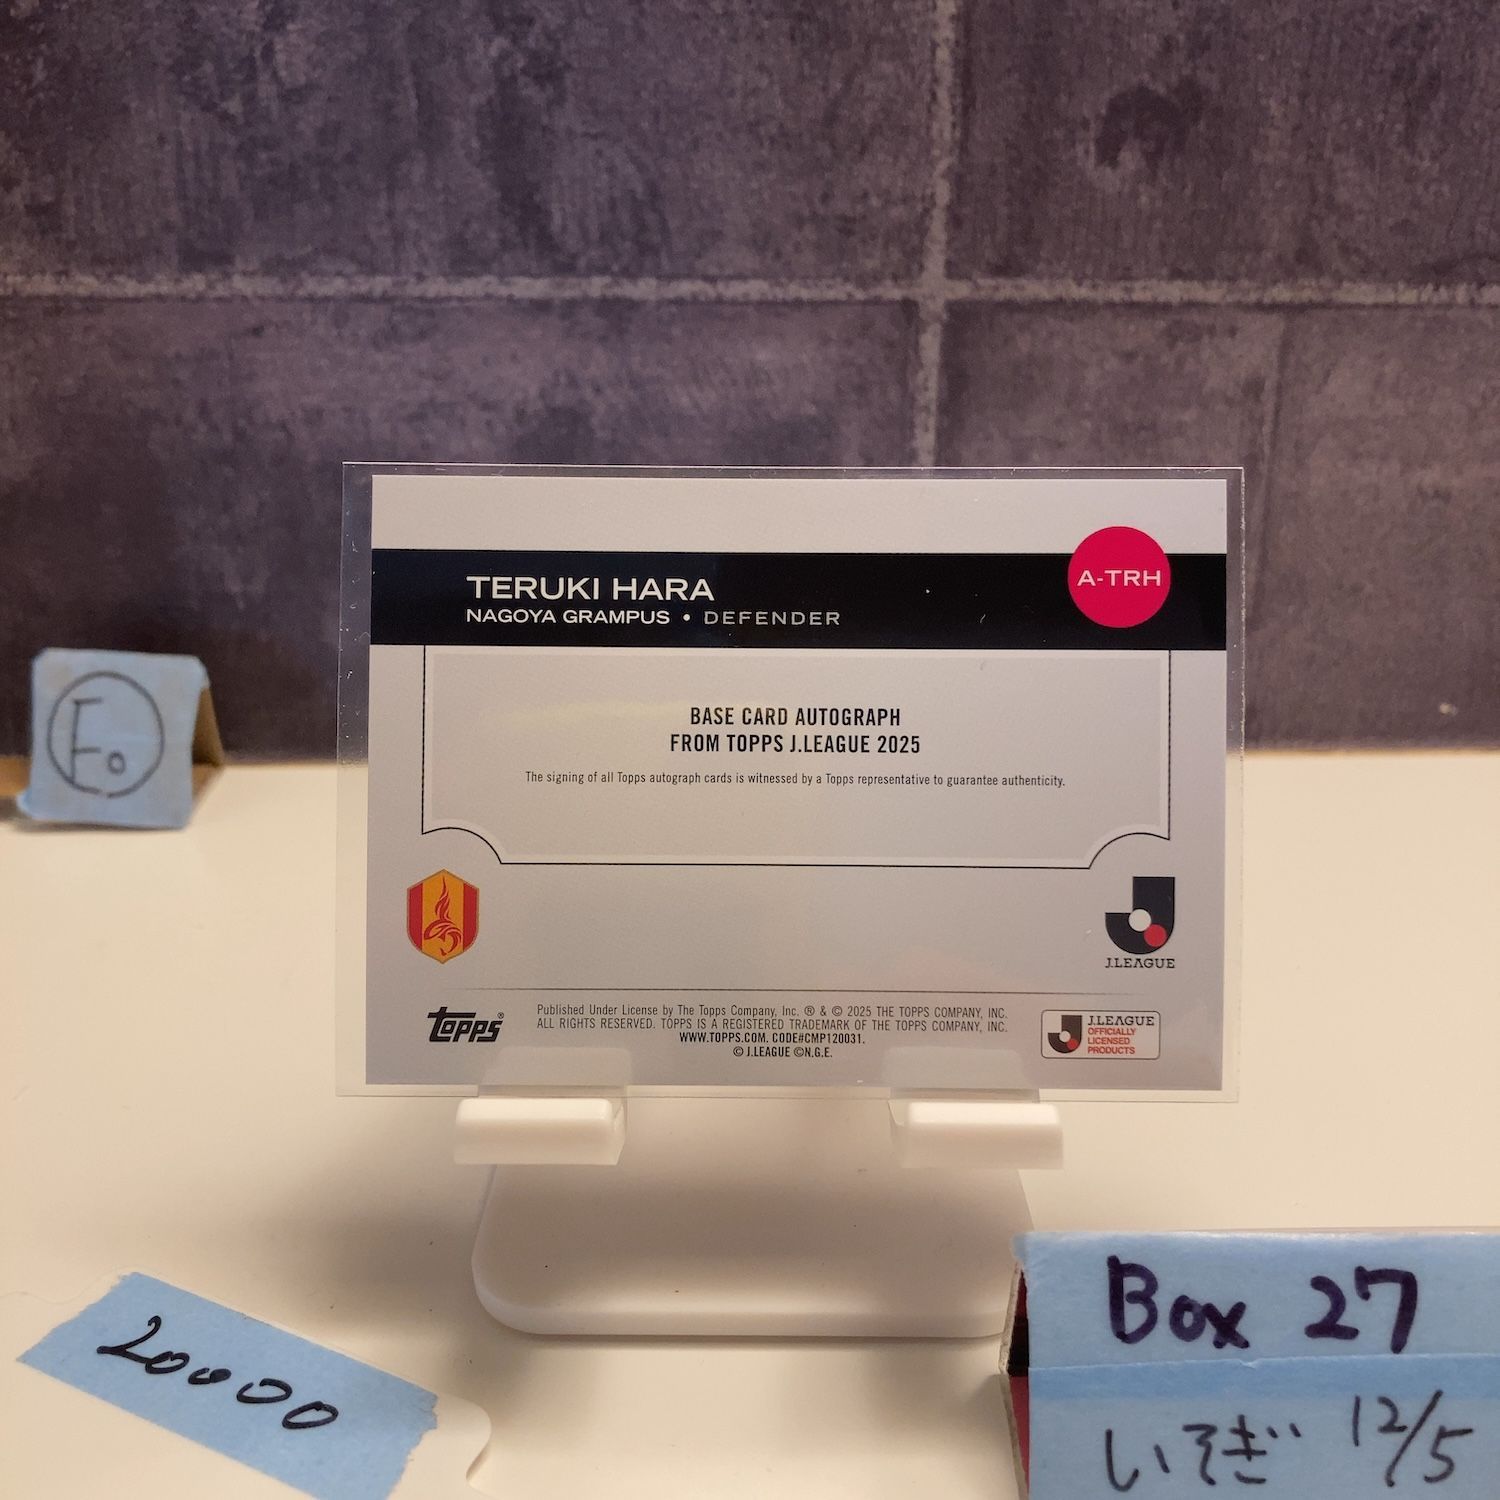 TERUKI HARA
NAGOYA GRAMPUS • DEFENDER
A-TRH
BASE CARD AUTOGRAPH
FROM TOPPS J.LEAGUE 2025
The signing of all Topps autograph cards is witnessed by a Topps representative to guarantee authenticity.
J.LEAGUE
topps®
Published Under License by The Topps Company, Inc. ® & © 2025 THE TOPPS COMPANY, INC.
ALL RIGHTS RESERVED. TOPPS IS A REGISTERED TRADEMARK OF THE TOPPS COMPANY, INC.
WWW.TOPPS.COM. CODE#CMP120031.
© J.LEAGUE ©N.G.E.
J.LEAGUE
OFFICIALLY
LICENSED
PRODUCTS
Eo
20000
Box 27
いそぎ 12/5